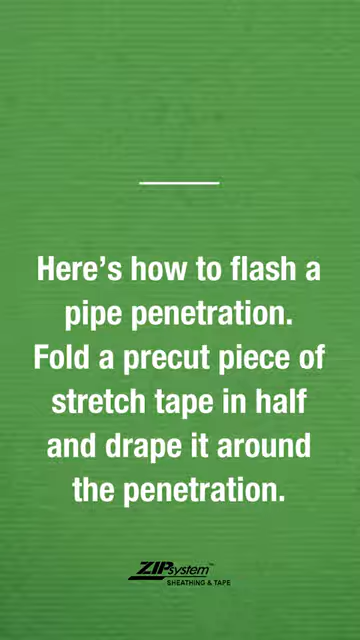 Here’s how to flash a
pipe penetration.
Fold a precut piece of
stretch tape in half
and drape it around
the penetration.
ZIPsystem™
SHEATHING & TAPE